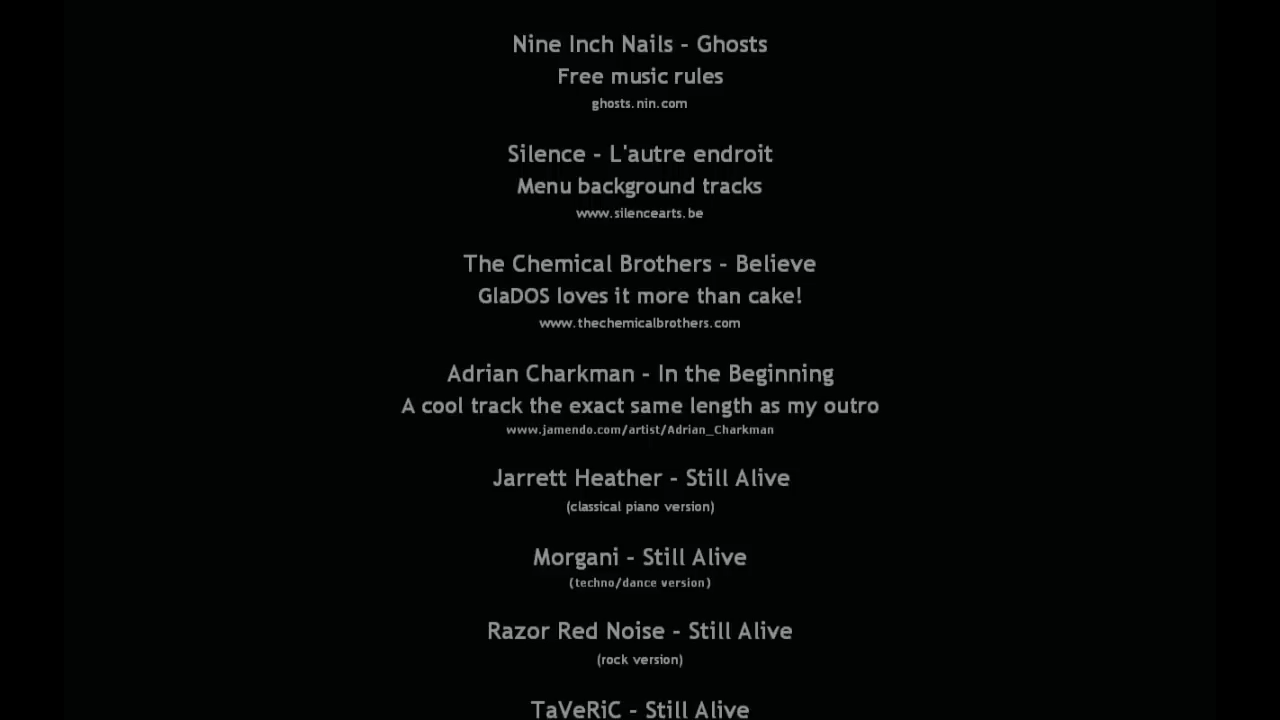 Nine Inch Nails - Ghosts
Free music rules
ghosts.nin.com
Silence - L'autre endroit
Menu background tracks
www.silencearts.be
The Chemical Brothers - Believe
GlaDOS loves it more than cake!
www.thechemicalbrothers.com
Adrian Charkman - In the Beginning
A cool track the exact same length as my outro
www.jamendo.com/artist/Adrian_Charkman
Jarrett Heather - Still Alive
(classical piano version)
Morgani - Still Alive
(techno/dance version)
Razor Red Noise - Still Alive
(rock version)
TaVeRiC - Still Alive